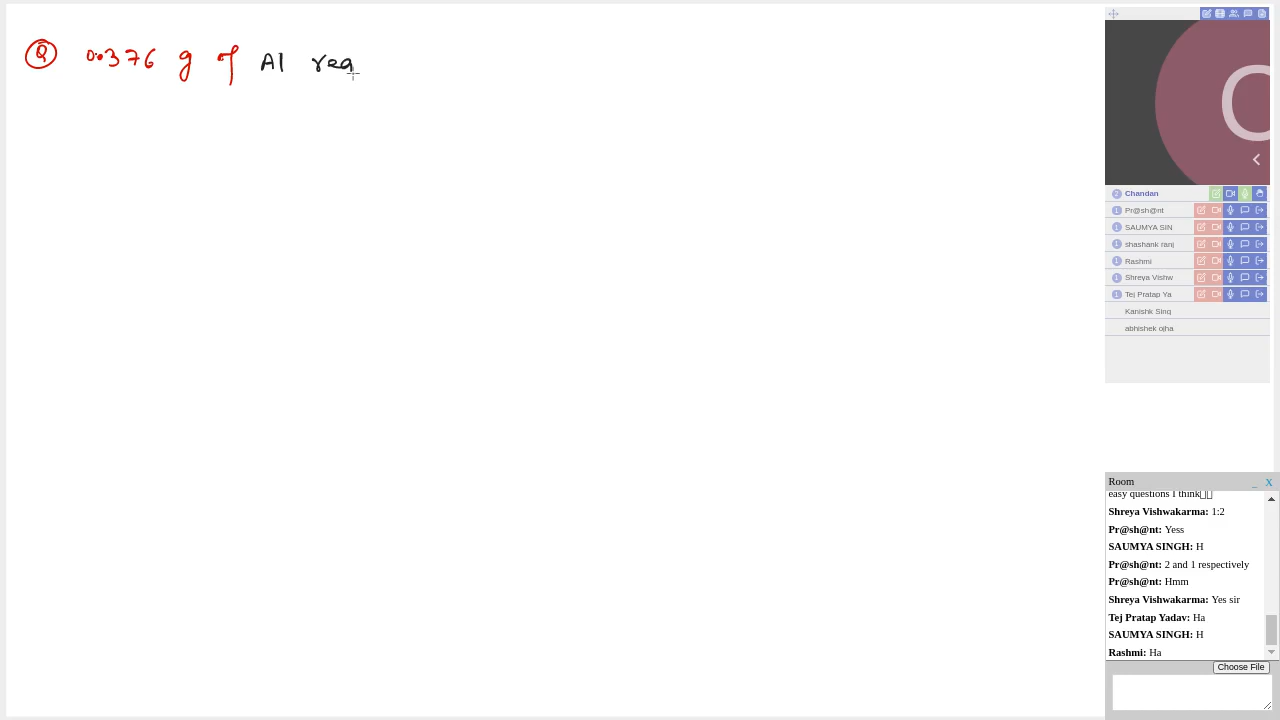 Q 0.376 g of Al rea
Chandan
Pr@sh@nt
SAUMYA SIN
shashank ranj
Rashmi
Shreya Vishw
Tej Pratap Ya
Kanishk Sing
abhishek ojha
Room _ X
easy questions I think
Shreya Vishwakarma: 1:2
Pr@sh@nt: Yess
SAUMYA SINGH: H
Pr@sh@nt: 2 and 1 respectively
Pr@sh@nt: Hmm
Shreya Vishwakarma: Yes sir
Tej Pratap Yadav: Ha
SAUMYA SINGH: H
Rashmi: Ha
Choose File